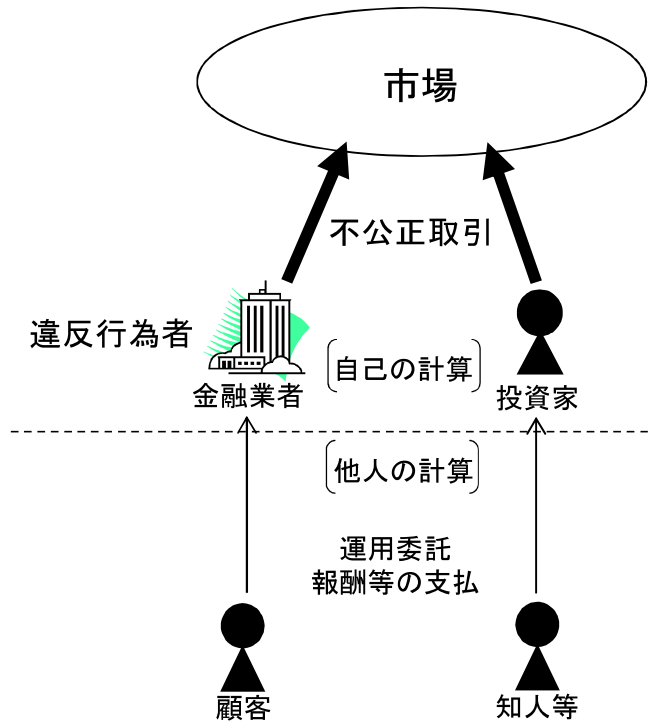 市場
不公正取引
違反行為者
金融業者
自己の計算
投資家
他人の計算
運用委託
報酬等の支払
顧客
知人等